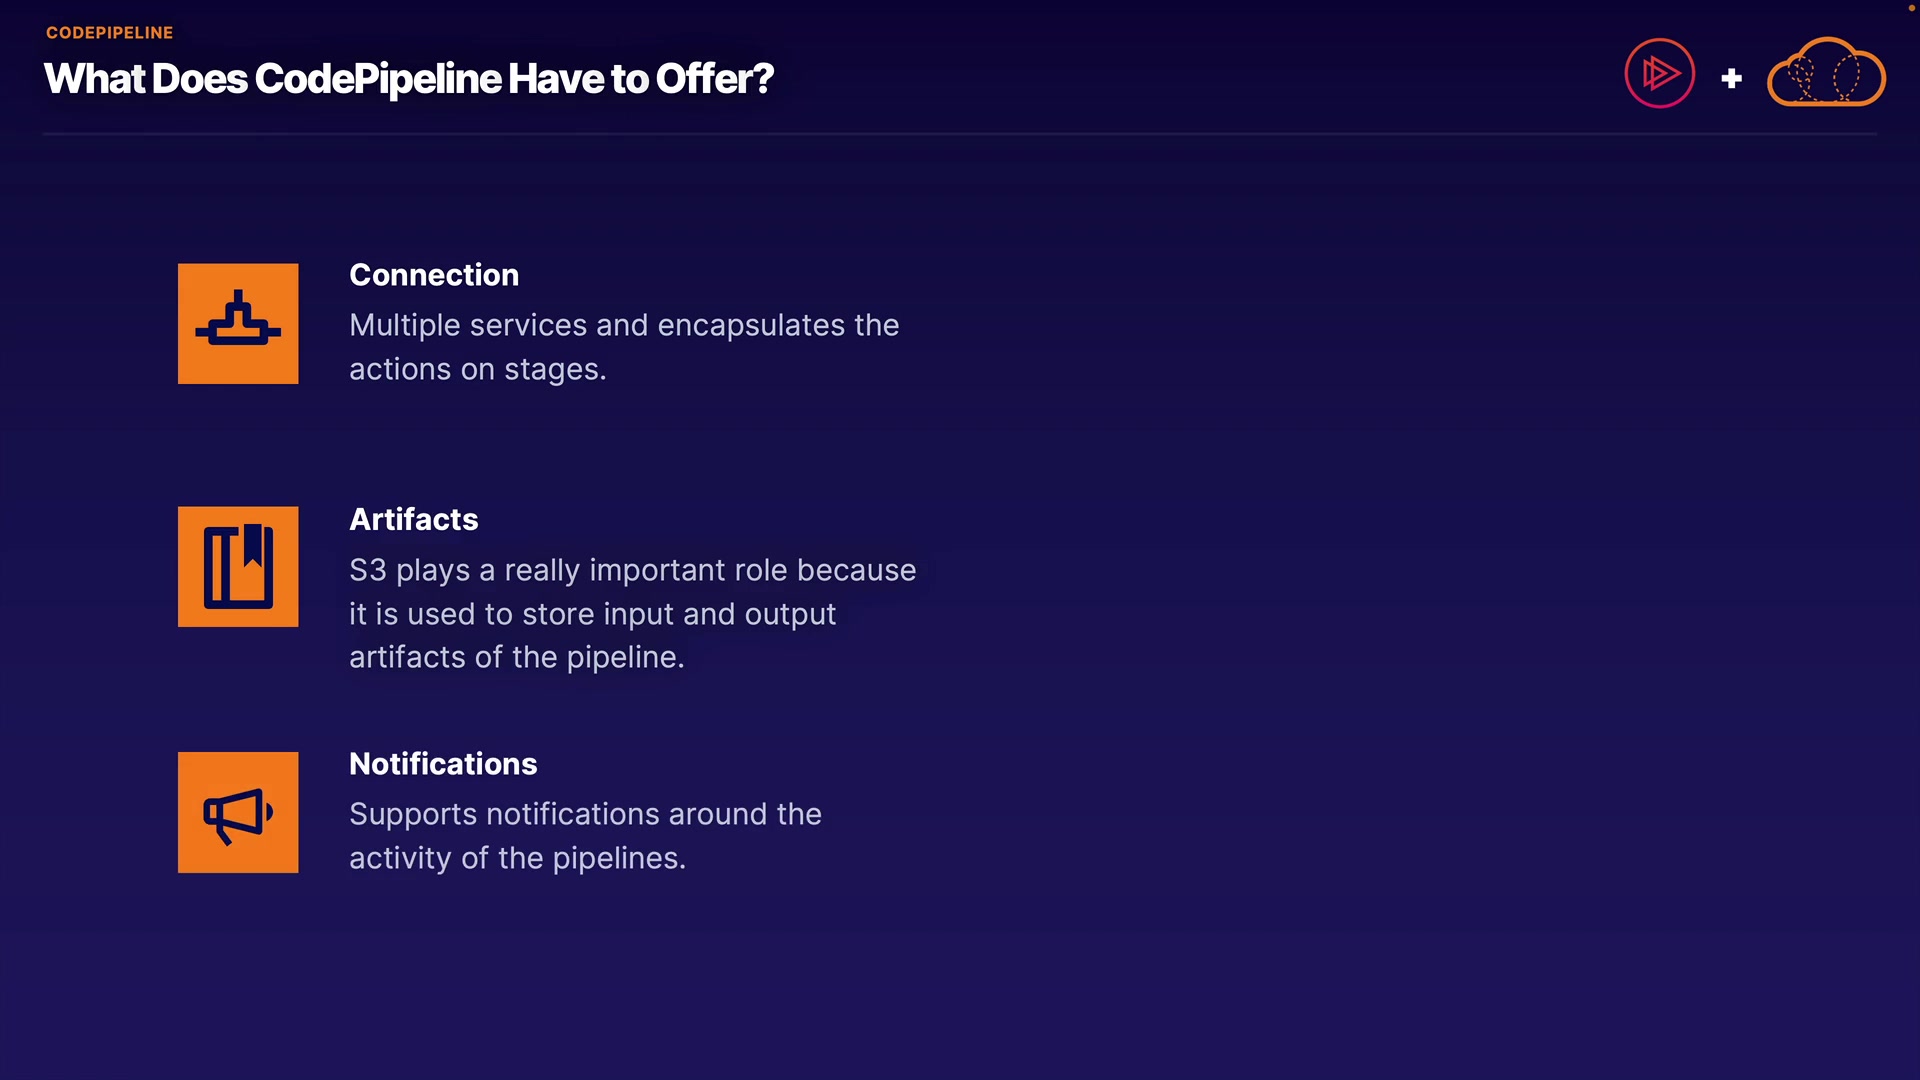 CODEPIPELINE
What Does CodePipeline Have to Offer?
+
Connection
Multiple services and encapsulates the
actions on stages.
Artifacts
S3 plays a really important role because
it is used to store input and output
artifacts of the pipeline.
Notifications
Supports notifications around the
activity of the pipelines.